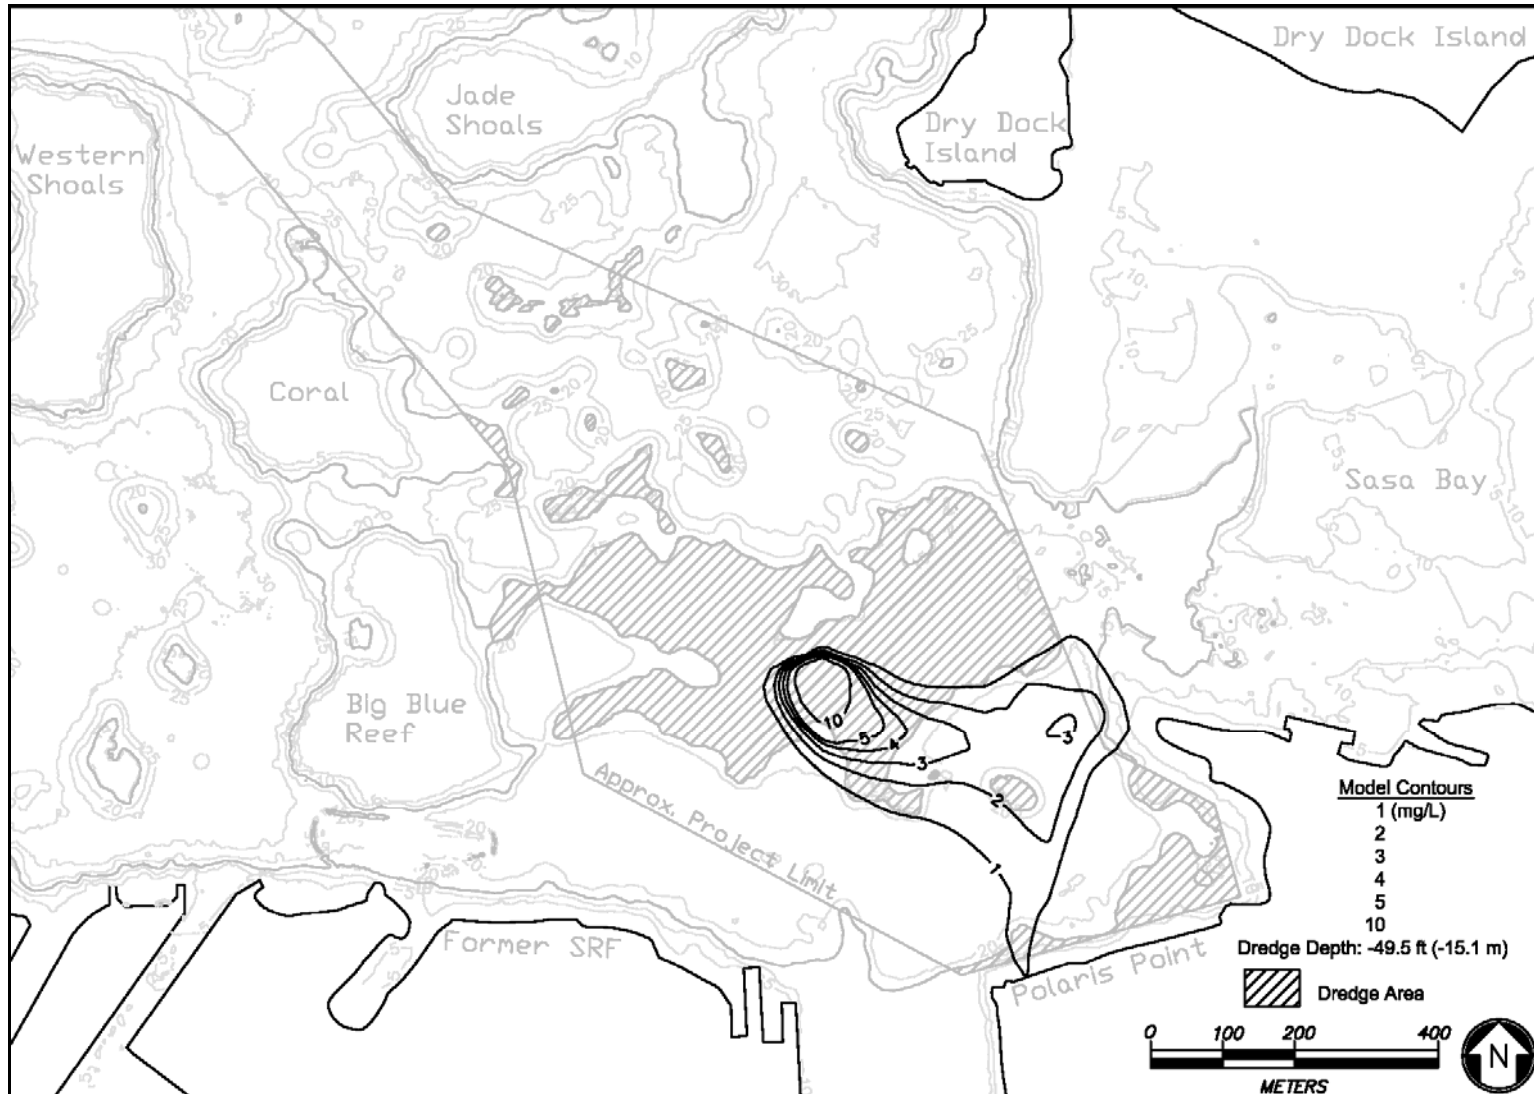 Dry Dock Island
Jade
Shoals
Dry Dock
Island
Western
Shoals
Coral
Sasa Bay
Big Blue
Reef
10
5
4
3
3
2
1
Approx. Project Limit
Former SRF
Polaris Point
Model Contours
1 (mg/L)
2
3
4
5
10
Dredge Depth: -49.5 ft (-15.1 m)
Dredge Area
0 100 200 400
METERS
N